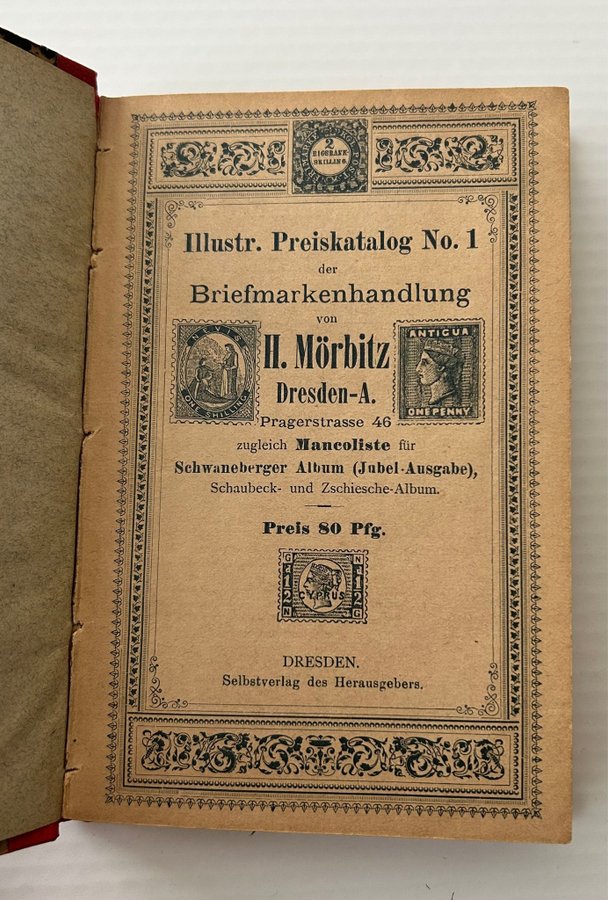 2
RIGSBANK-
SKILLING.
Illustr. Preiskatalog No. 1
der
Briefmarkenhandlung
von
H. Mörbitz
Dresden-A.
NEVIS
ONE SHILLING
ANTIGUA
ONE PENNY
Pragerstrasse 46
zugleich Mancoliste für
Schwaneberger Album (Jubel-Ausgabe),
Schaubeck- und Zschiesche-Album.
Preis 80 Pfg.
CYPRUS
DRESDEN.
Selbstverlag des Herausgebers.